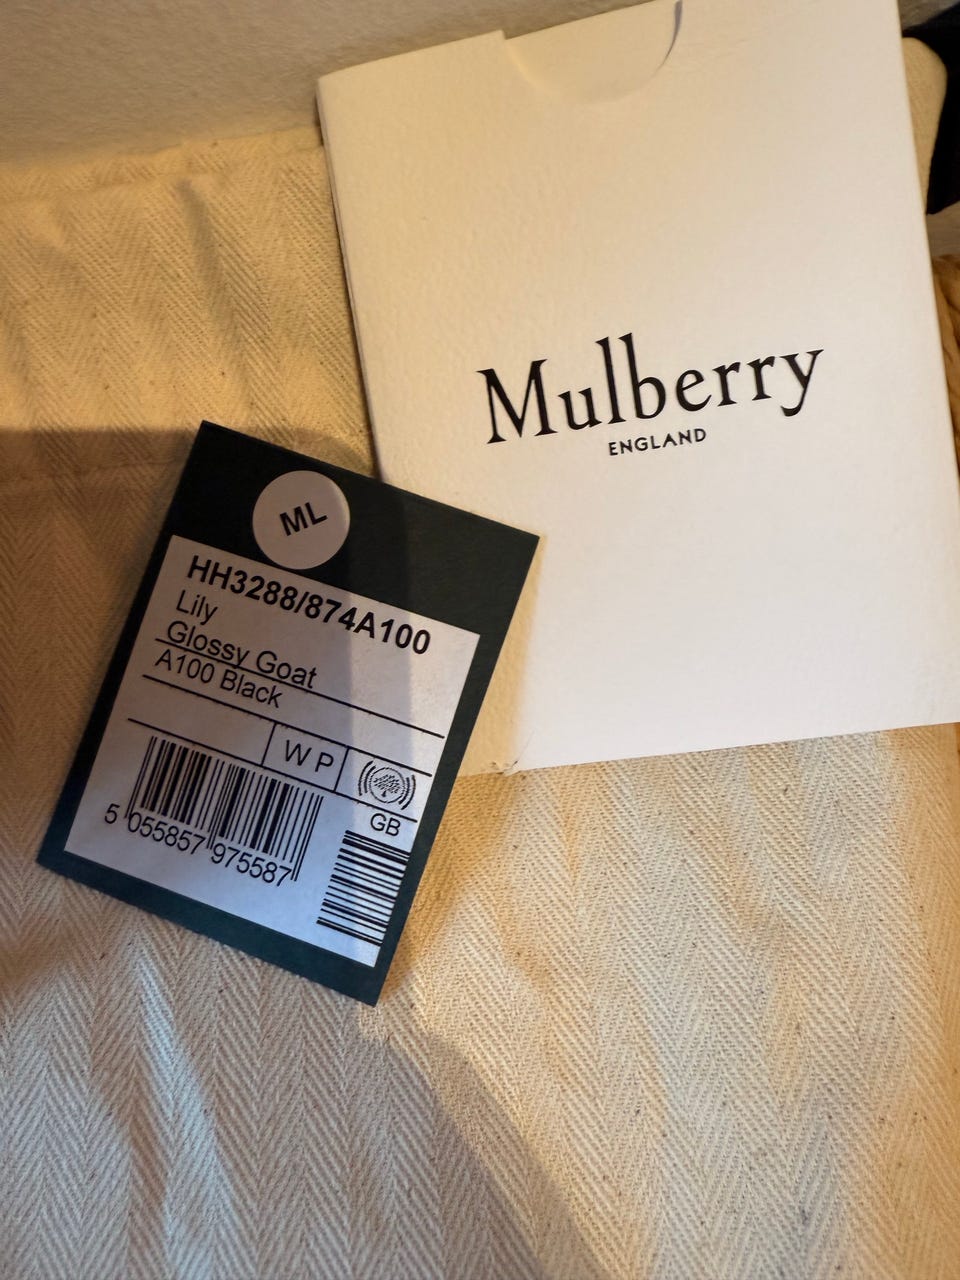 Mulberry
ENGLAND
ML
HH3288/874A100
Lily
Glossy Goat
A100 Black
W P
GB
5 055857 975587